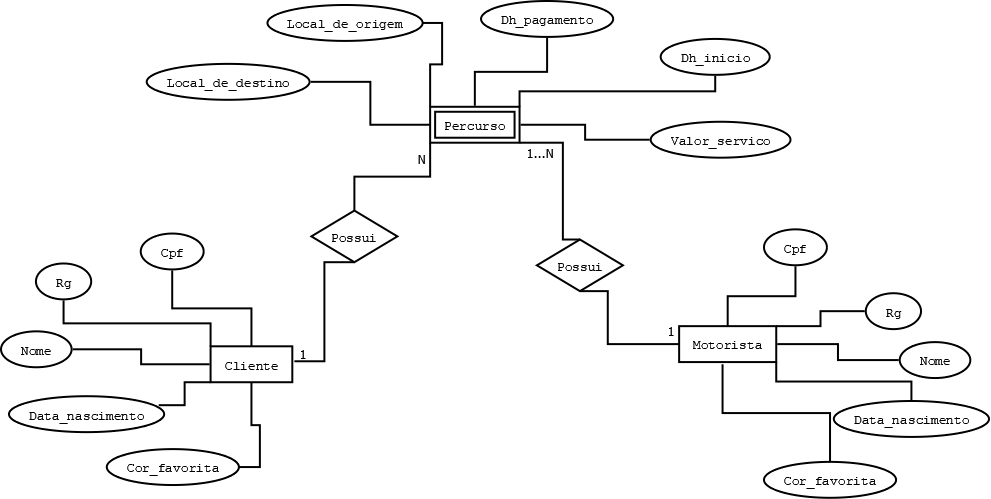 Local_de_origem
Dh_pagamento
Dh_inicio
Local_de_destino
Percurso
Valor_servico
N
1...N
Possui
Possui
Cpf
Cpf
Rg
Rg
Nome
1
Cliente
1
Motorista
Nome
Data_nascimento
Data_nascimento
Cor_favorita
Cor_favorita